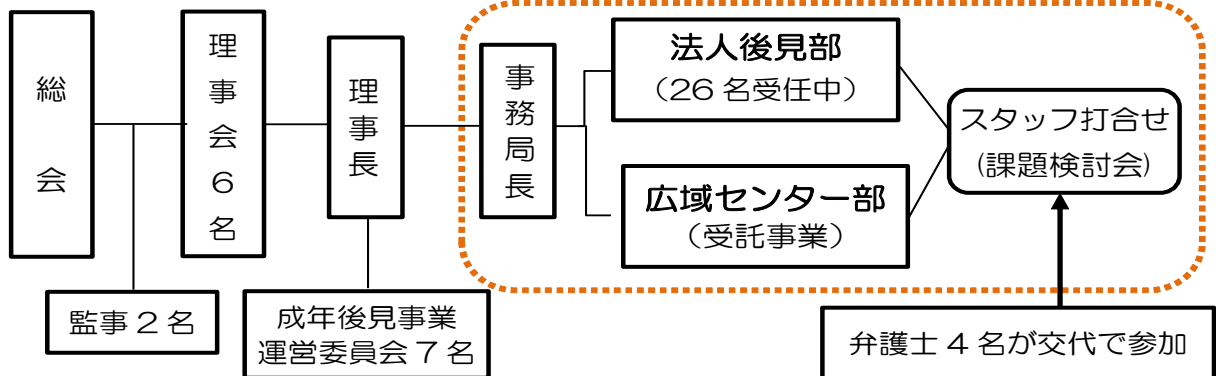 総会
理事会6名
理事長
事務局長
法人後見部
（26名受任中）
広域センター部
（受託事業）
スタッフ打合せ
(課題検討会)
監事2名
成年後見事業
運営委員会7名
弁護士4名が交代で参加